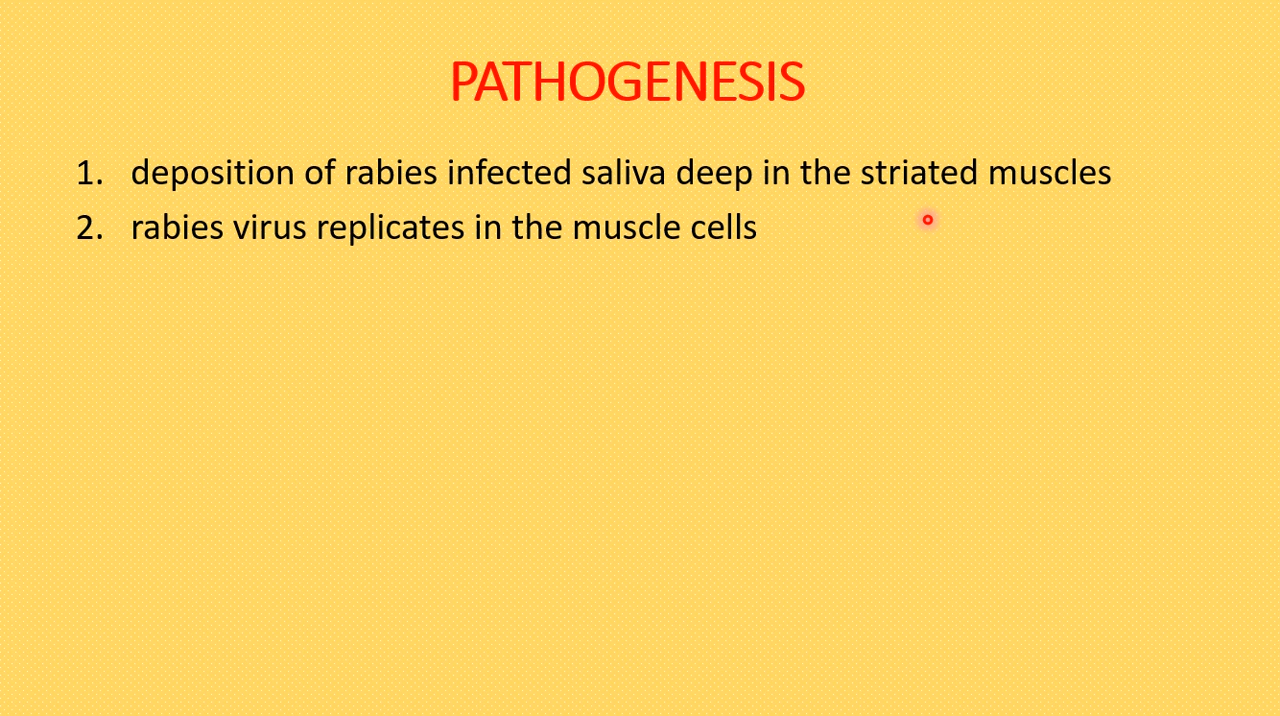 PATHOGENESIS
1. deposition of rabies infected saliva deep in the striated muscles
2. rabies virus replicates in the muscle cells